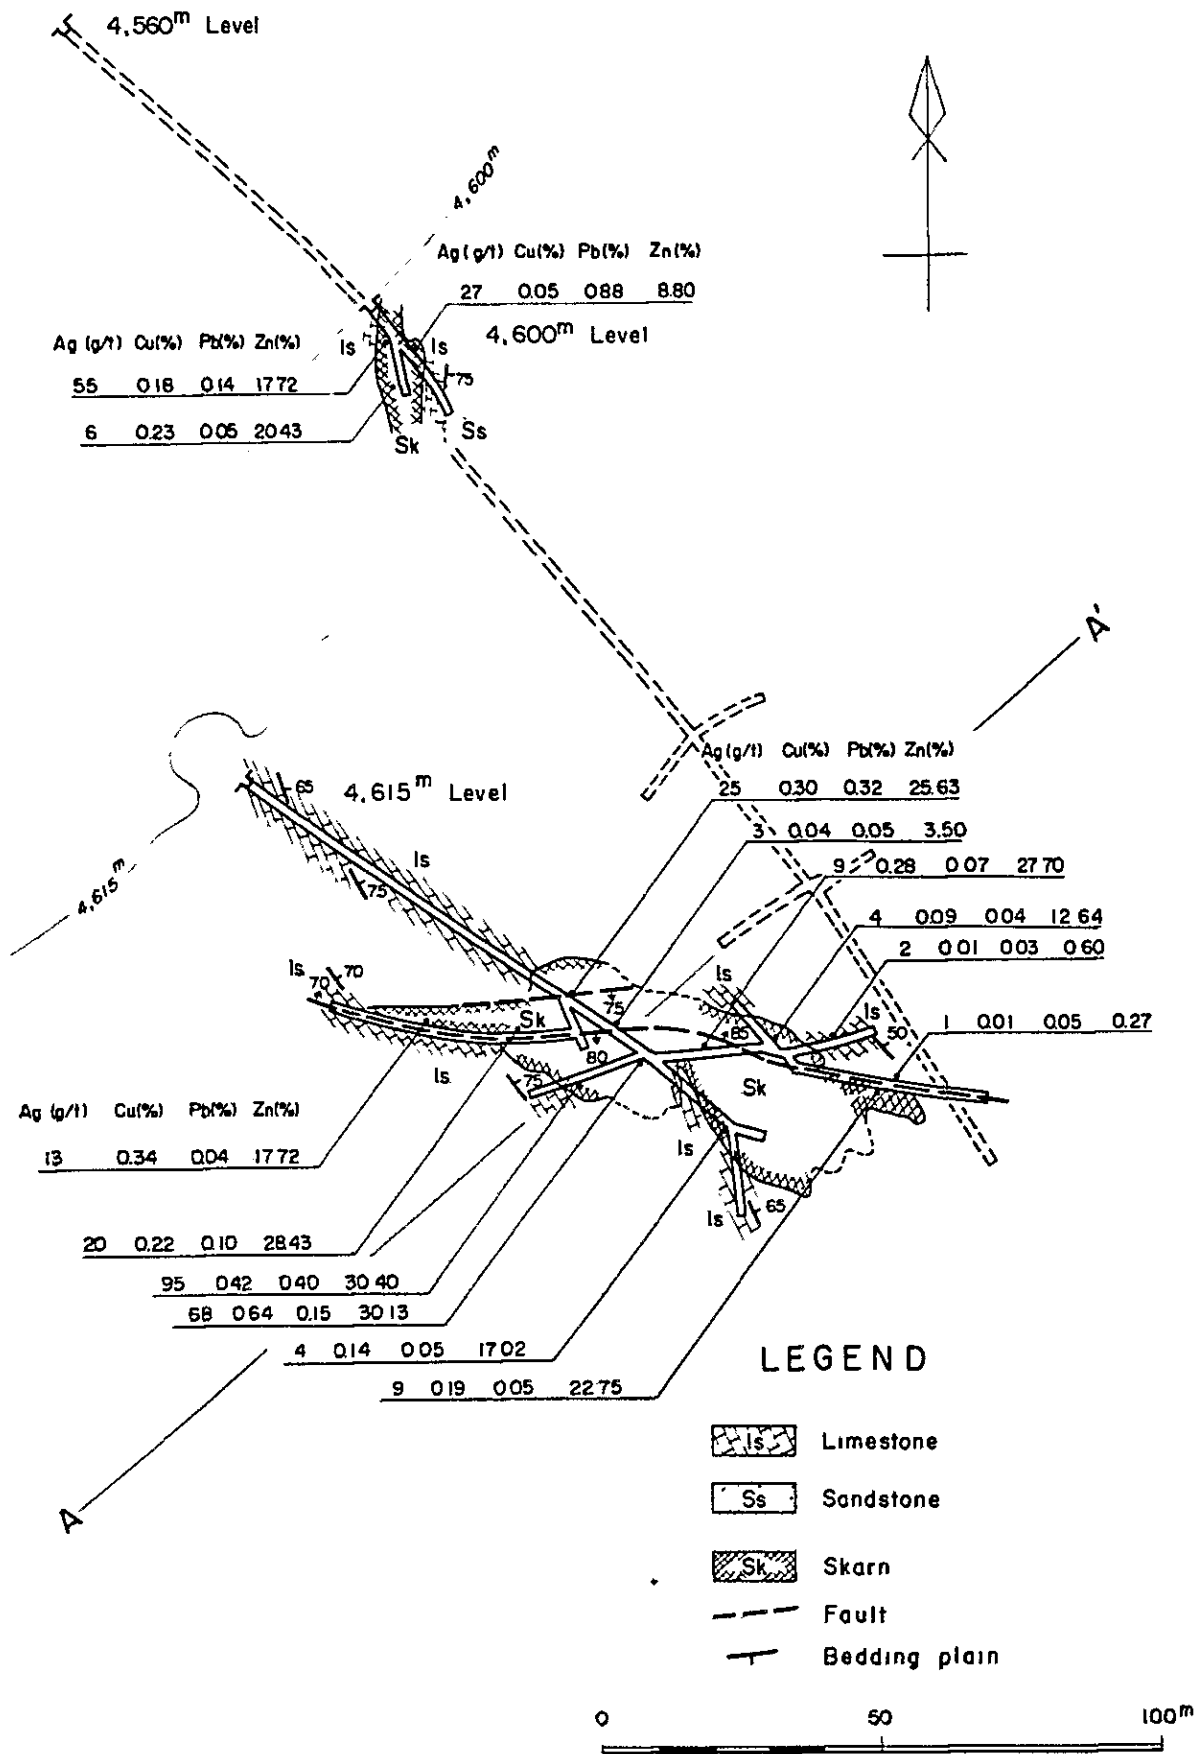 4,560m Level
4,600m
Ag (g/t) Cu(%) Pb(%) Zn(%)
27 0.05 0.88 8.80
4,600m Level
Ag (g/t) Cu(%) Pb(%) Zn(%)
55 0.18 0.14 17.72
6 0.23 0.05 20.43
ls
ls
75
Sk
Ss
A'
Ag (g/t) Cu(%) Pb(%) Zn(%)
25 0.30 0.32 25.63
3 0.04 0.05 3.50
9 0.28 0.07 27.70
4 0.09 0.04 12.64
2 0.01 0.03 0.60
1 0.01 0.05 0.27
65
4,615m Level
4,615m
75
ls
ls
70
70
75
ls
85
ls
50
Sk
80
ls
75
Sk
ls
ls
65
Ag (g/t) Cu(%) Pb(%) Zn(%)
13 0.34 0.04 17.72
20 0.22 0.10 28.43
95 0.42 0.40 30.40
68 0.64 0.15 30.13
4 0.14 0.05 17.02
9 0.19 0.05 22.75
A
LEGEND
ls Limestone
Ss Sandstone
Sk Skarn
Fault
Bedding plain
0 50 100m